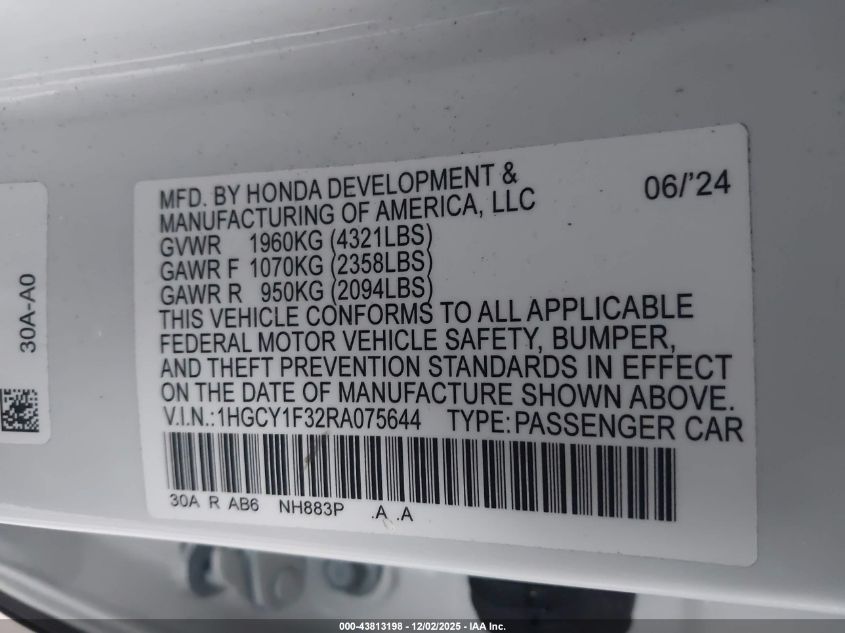 MFD. BY HONDA DEVELOPMENT & MANUFACTURING OF AMERICA, LLC 06/'24
GVWR 1960KG (4321LBS)
GAWR F 1070KG (2358LBS)
GAWR R 950KG (2094LBS)
THIS VEHICLE CONFORMS TO ALL APPLICABLE
FEDERAL MOTOR VEHICLE SAFETY, BUMPER,
AND THEFT PREVENTION STANDARDS IN EFFECT
ON THE DATE OF MANUFACTURE SHOWN ABOVE.
V.I.N.:1HGCY1F32RA075644 TYPE:PASSENGER CAR
30A R AB6 NH883P .A .A
30A-A0
000-43813198 - 12/02/2025 - IAA Inc.